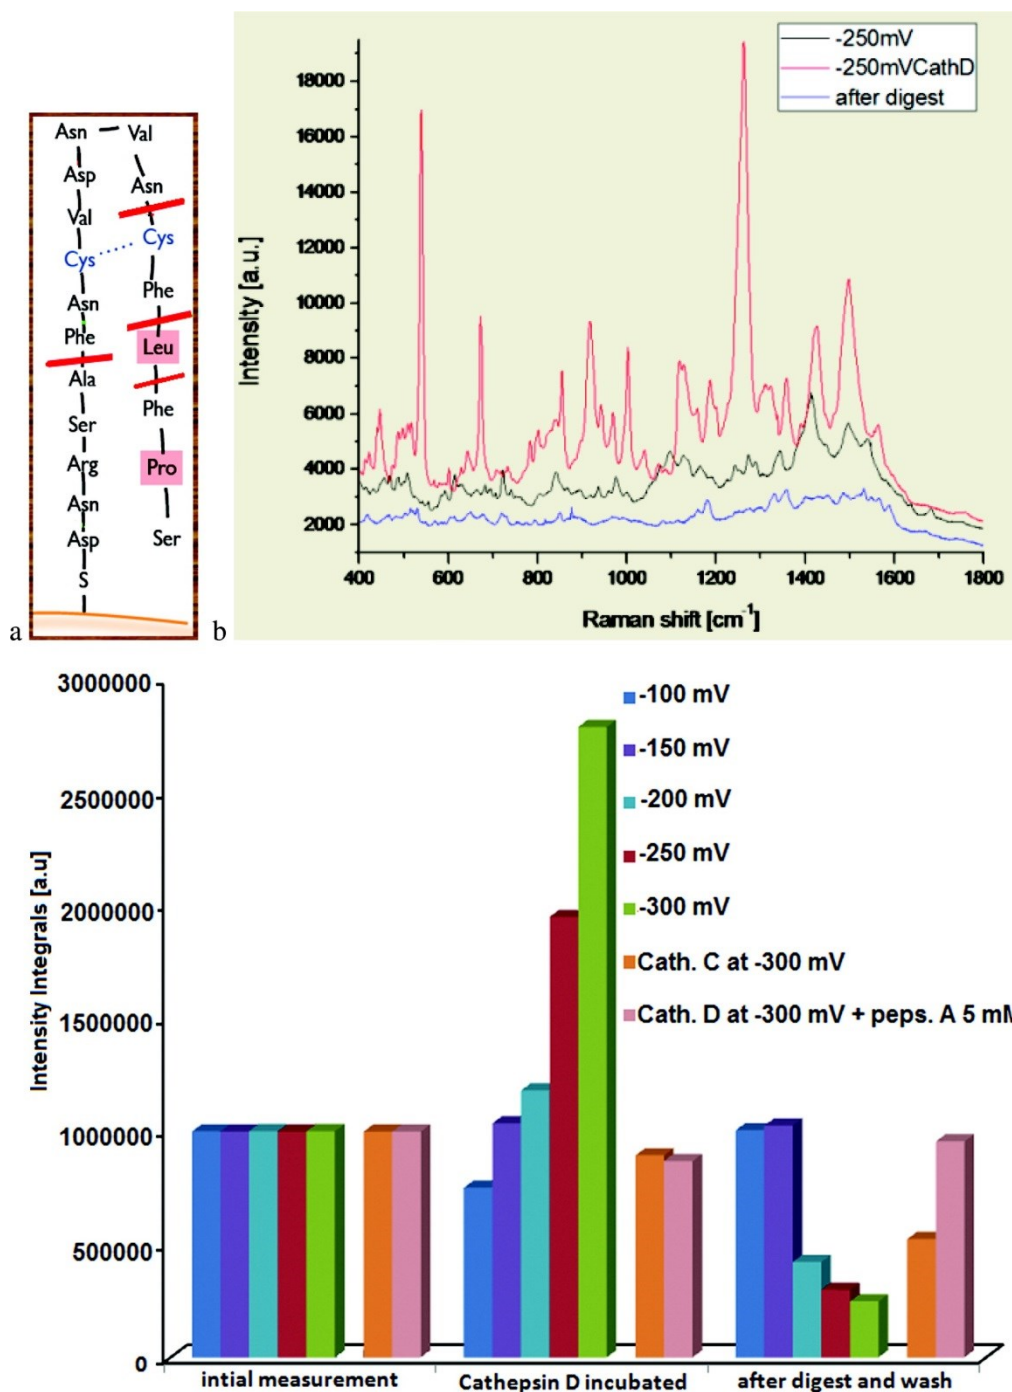 Asn Val
Asp
Asn
Val
Cys
Cys
Asn
Phe
Phe
Leu
Ala
Phe
Ser
Arg
Pro
Asn
Asp
Ser
S
a
b
-250mV
-250mVCathD
after digest
18000
16000
14000
12000
10000
8000
6000
4000
2000
Intensity [a.u.]
400 600 800 1000 1200 1400 1600 1800
Raman shift [cm-1]
3000000
2500000
2000000
1500000
1000000
500000
0
Intensity Integrals [a.u]
-100 mV
-150 mV
-200 mV
-250 mV
-300 mV
Cath. C at -300 mV
Cath. D at -300 mV + peps. A 5 mM
intial measurement
Cathepsin D incubated
after digest and wash